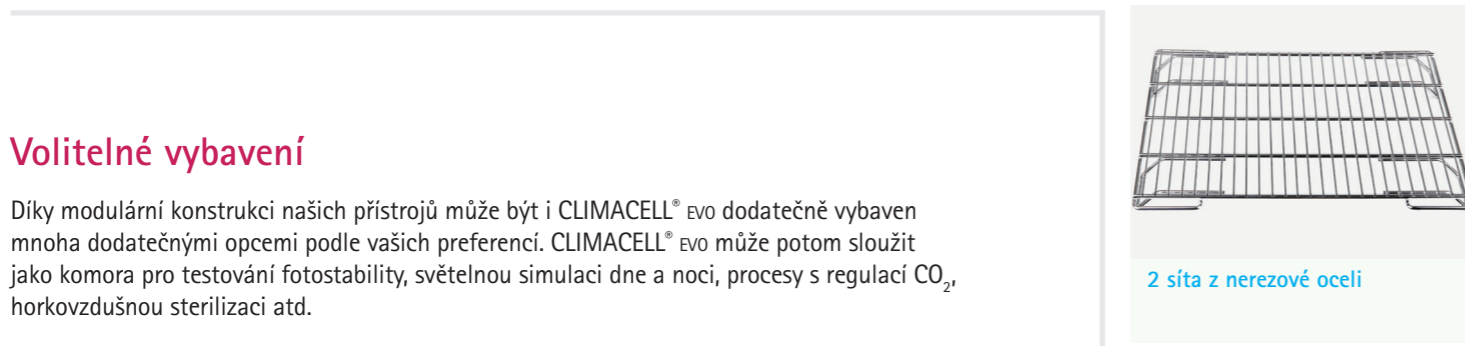 Volitelné vybavení
Díky modulární konstrukci našich přístrojů může být i CLIMACELL® EVO dodatečně vybaven
mnoha dodatečnými opcemi podle vašich preferencí. CLIMACELL® EVO může potom sloužit
jako komora pro testování fotostability, světelnou simulaci dne a noci, procesy s regulací CO₂,
horkovzdušnou sterilizaci atd.
2 síta z nerezové oceli